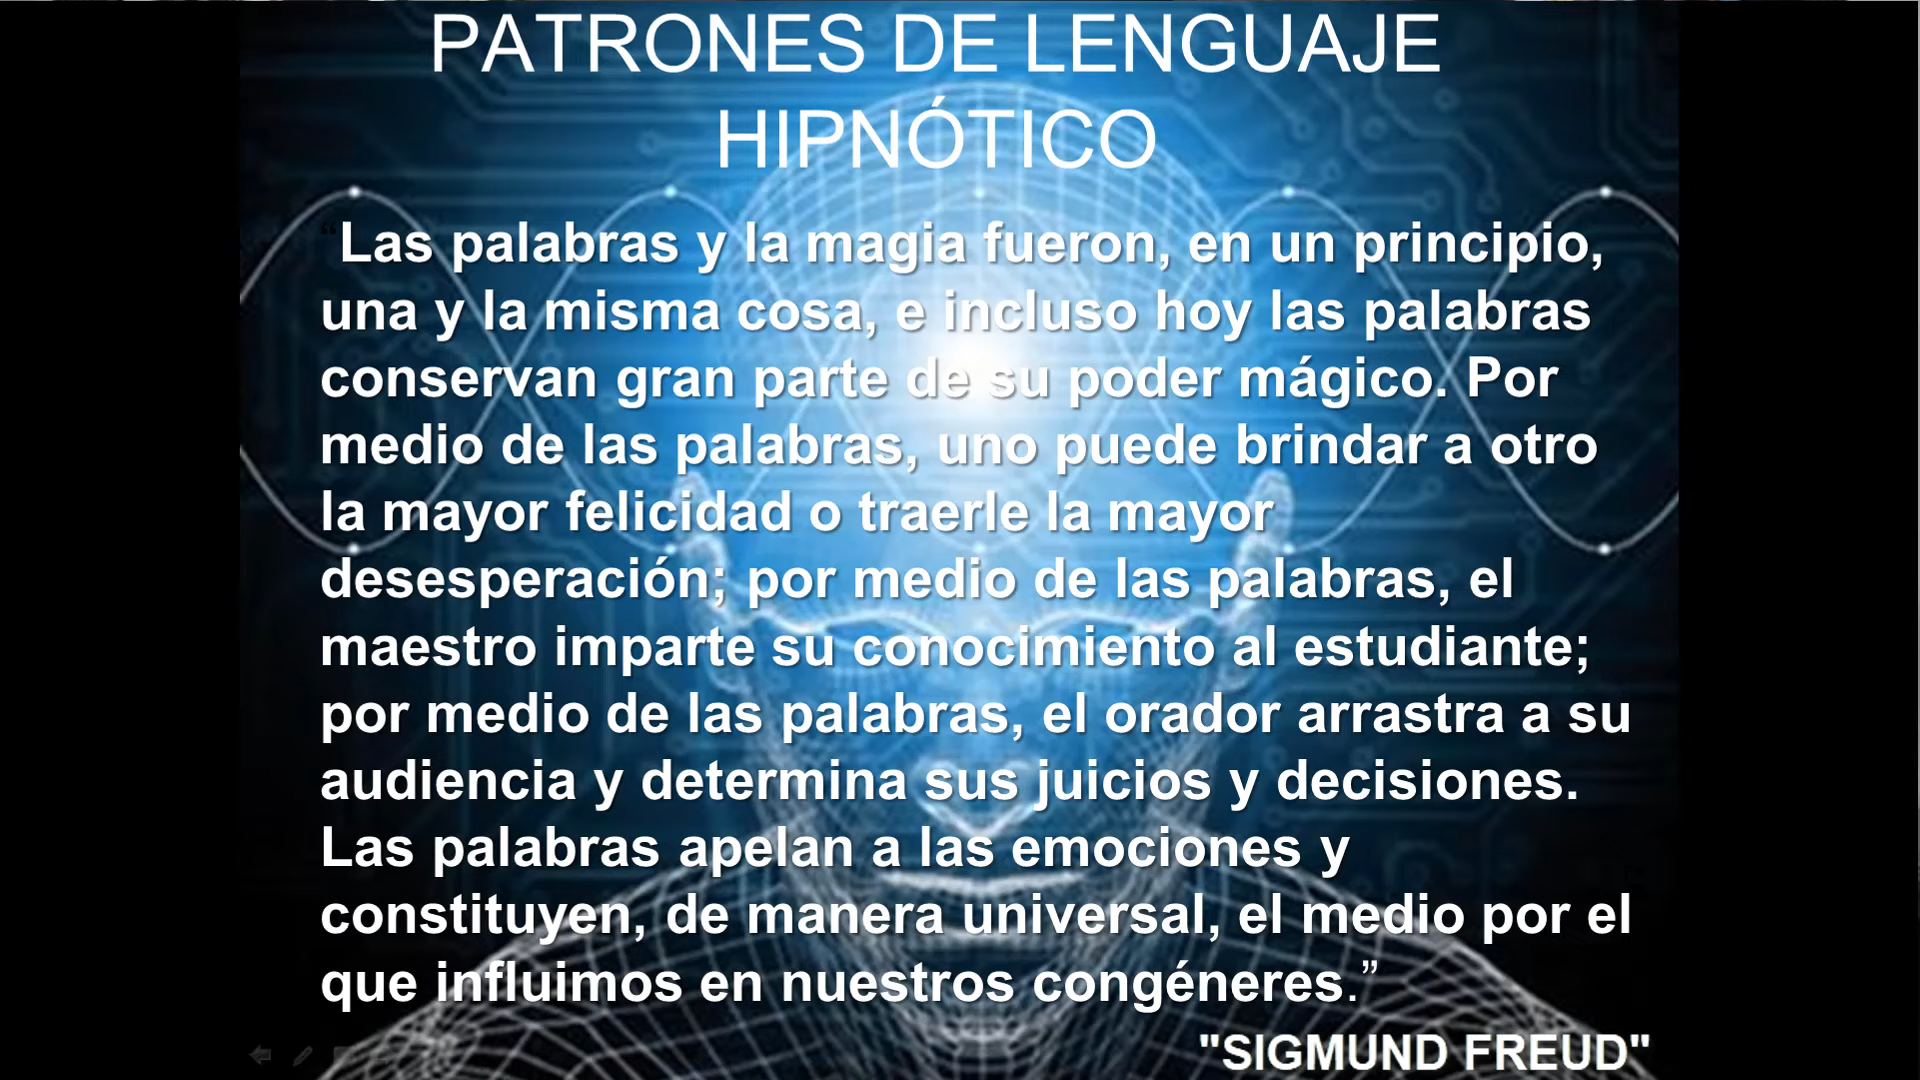 PATRONES DE LENGUAJE
HIPNÓTICO
“Las palabras y la magia fueron, en un principio,
una y la misma cosa, e incluso hoy las palabras
conservan gran parte de su poder mágico. Por
medio de las palabras, uno puede brindar a otro
la mayor felicidad o traerle la mayor
desesperación; por medio de las palabras, el
maestro imparte su conocimiento al estudiante;
por medio de las palabras, el orador arrastra a su
audiencia y determina sus juicios y decisiones.
Las palabras apelan a las emociones y
constituyen, de manera universal, el medio por el
que influimos en nuestros congéneres.”
"SIGMUND FREUD"